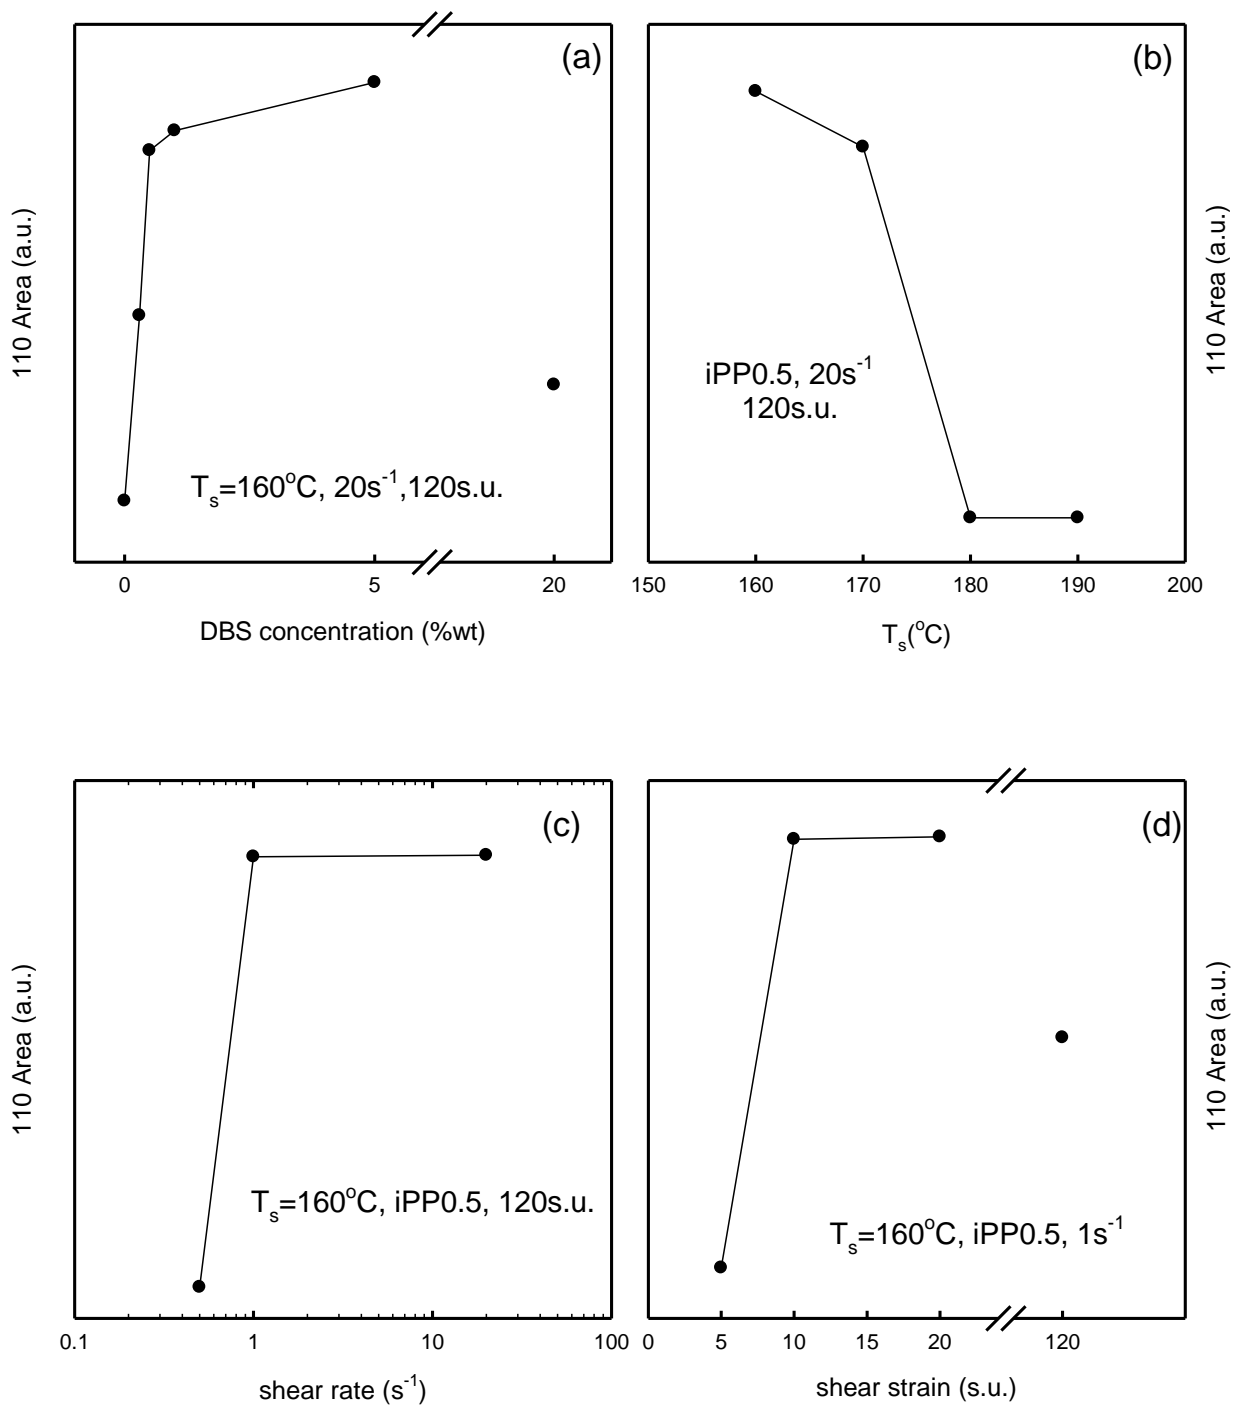 (a)
110 Area (a.u.)
T_s=160°C, 20s^-1,120s.u.
0 5 20
DBS concentration (%wt)
(b)
110 Area (a.u.)
iPP0.5, 20s^-1
120s.u.
150 160 170 180 190 200
T_s(°C)
(c)
110 Area (a.u.)
T_s=160°C, iPP0.5, 120s.u.
0.1 1 10 100
shear rate (s^-1)
(d)
110 Area (a.u.)
T_s=160°C, iPP0.5, 1s^-1
0 5 10 15 20 120
shear strain (s.u.)